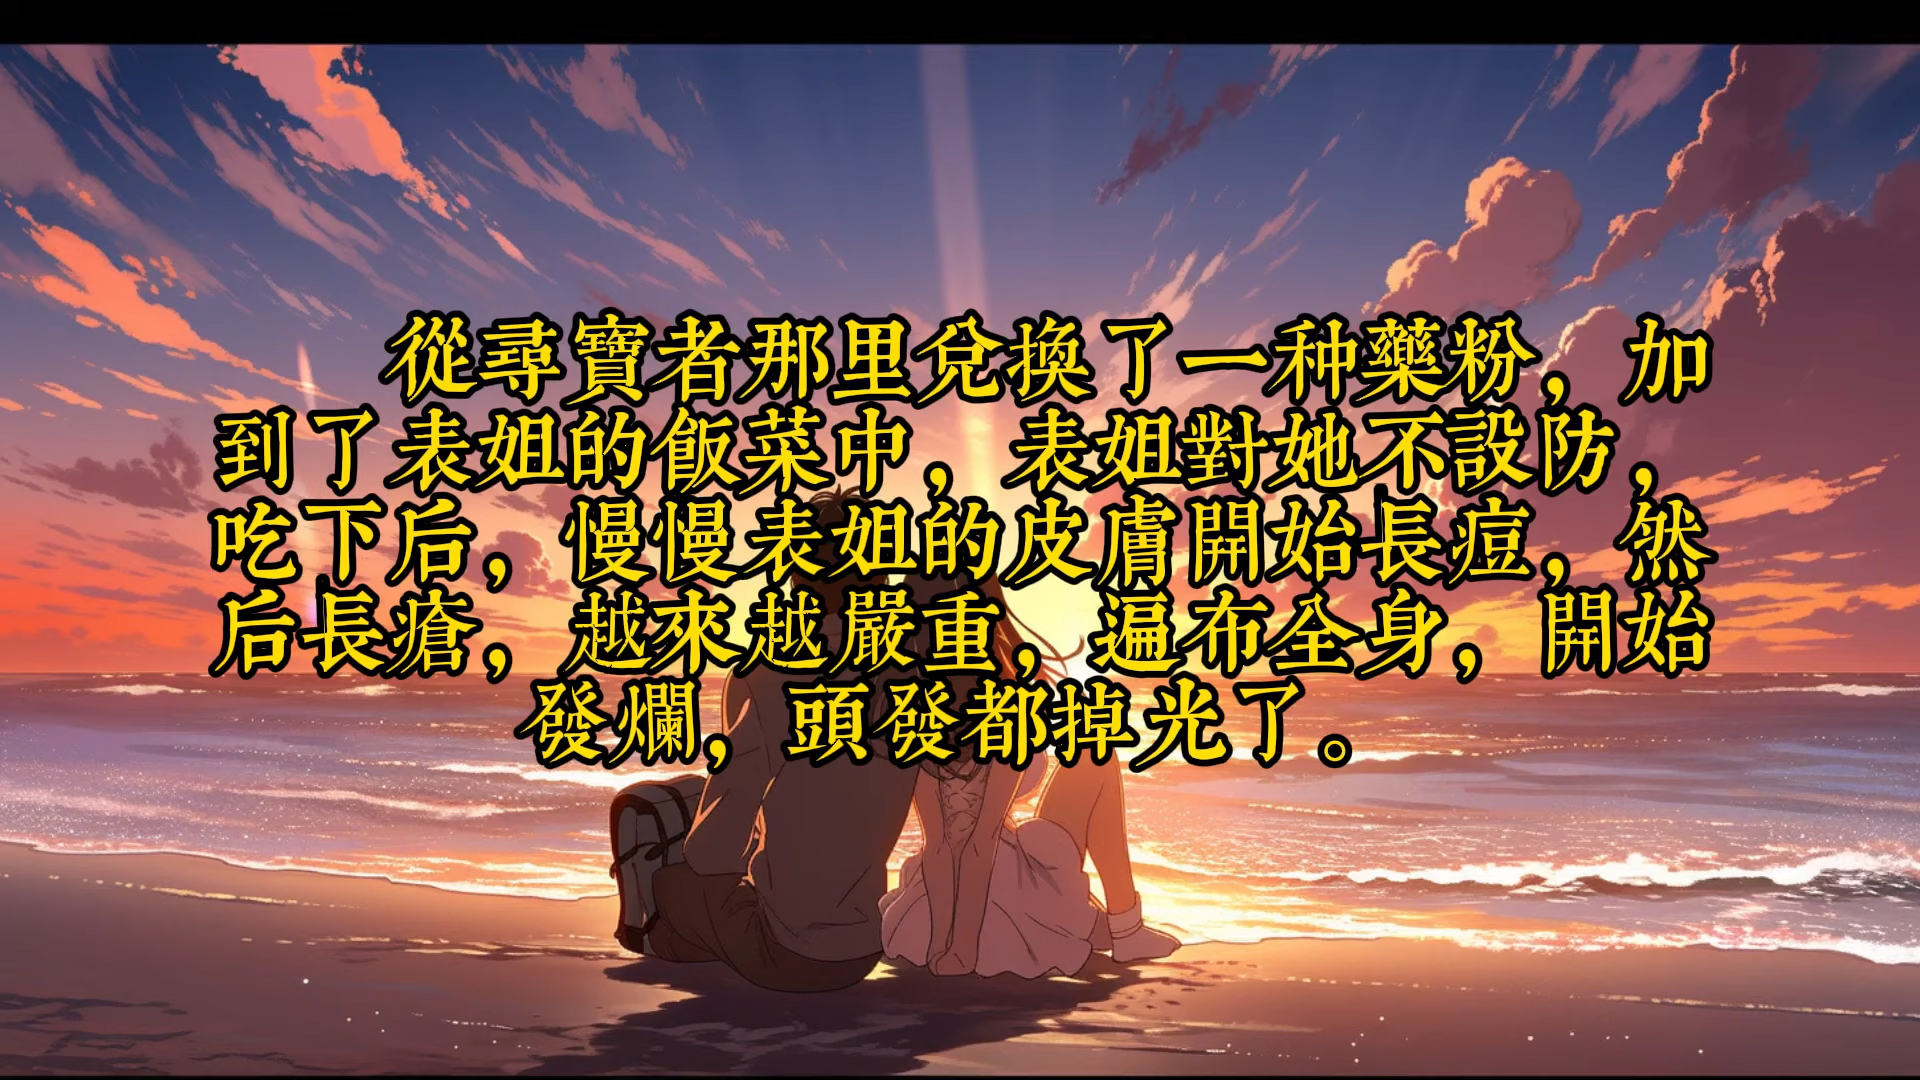 從尋寶者那里兌換了一种藥粉，加
到了表姐的飯菜中，表姐對她不設防，
吃下后，慢慢表姐的皮膚開始長痘，然
后長瘡，越來越嚴重，遍布全身，開始
發爛，頭發都掉光了。